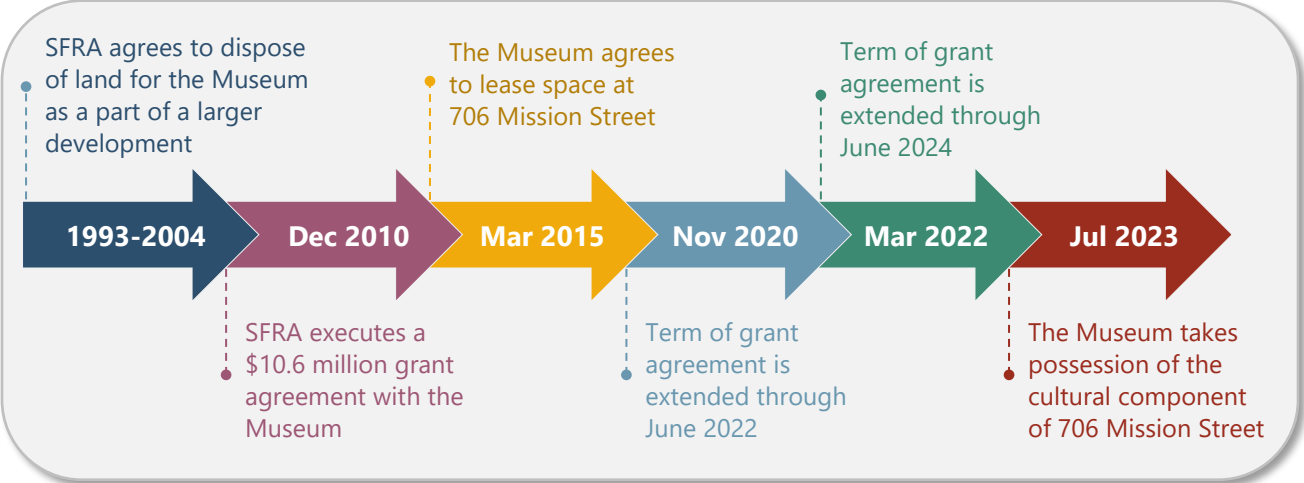 SFRA agrees to dispose
of land for the Museum
as a part of a larger
development
The Museum agrees
to lease space at
706 Mission Street
Term of grant
agreement is
extended through
June 2024
1993-2004
Dec 2010
Mar 2015
Nov 2020
Mar 2022
Jul 2023
SFRA executes a
$10.6 million grant
agreement with the
Museum
Term of grant
agreement is
extended through
June 2022
The Museum takes
possession of the
cultural component
of 706 Mission Street